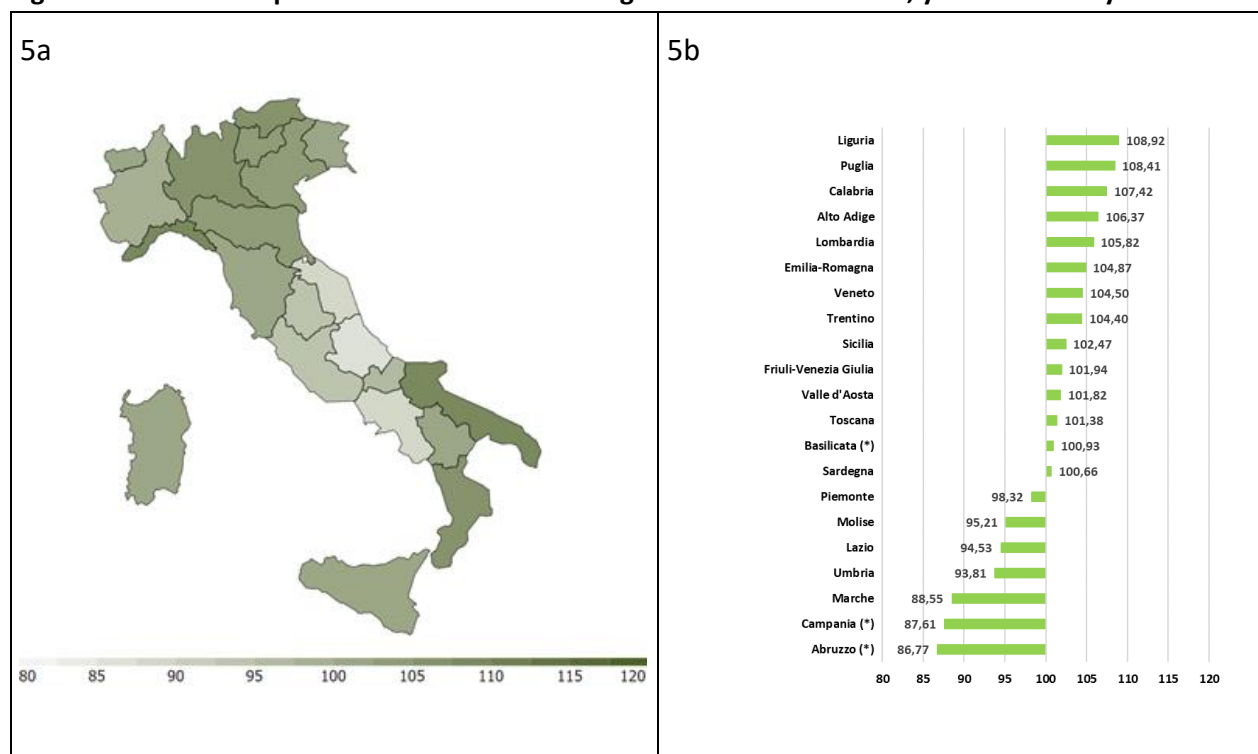 5a
80 85 90 95 100 105 110 115 120
5b
Liguria 108,92
Puglia 108,41
Calabria 107,42
Alto Adige 106,37
Lombardia 105,82
Emilia-Romagna 104,87
Veneto 104,50
Trentino 104,40
Sicilia 102,47
Friuli-Venezia Giulia 101,94
Valle d'Aosta 101,82
Toscana 101,38
Basilicata (*) 100,93
Sardegna 100,66
Piemonte 98,32
Molise 95,21
Lazio 94,53
Umbria 93,81
Marche 88,55
Campania (*) 87,61
Abruzzo (*) 86,77
80 85 90 95 100 105 110 115 120